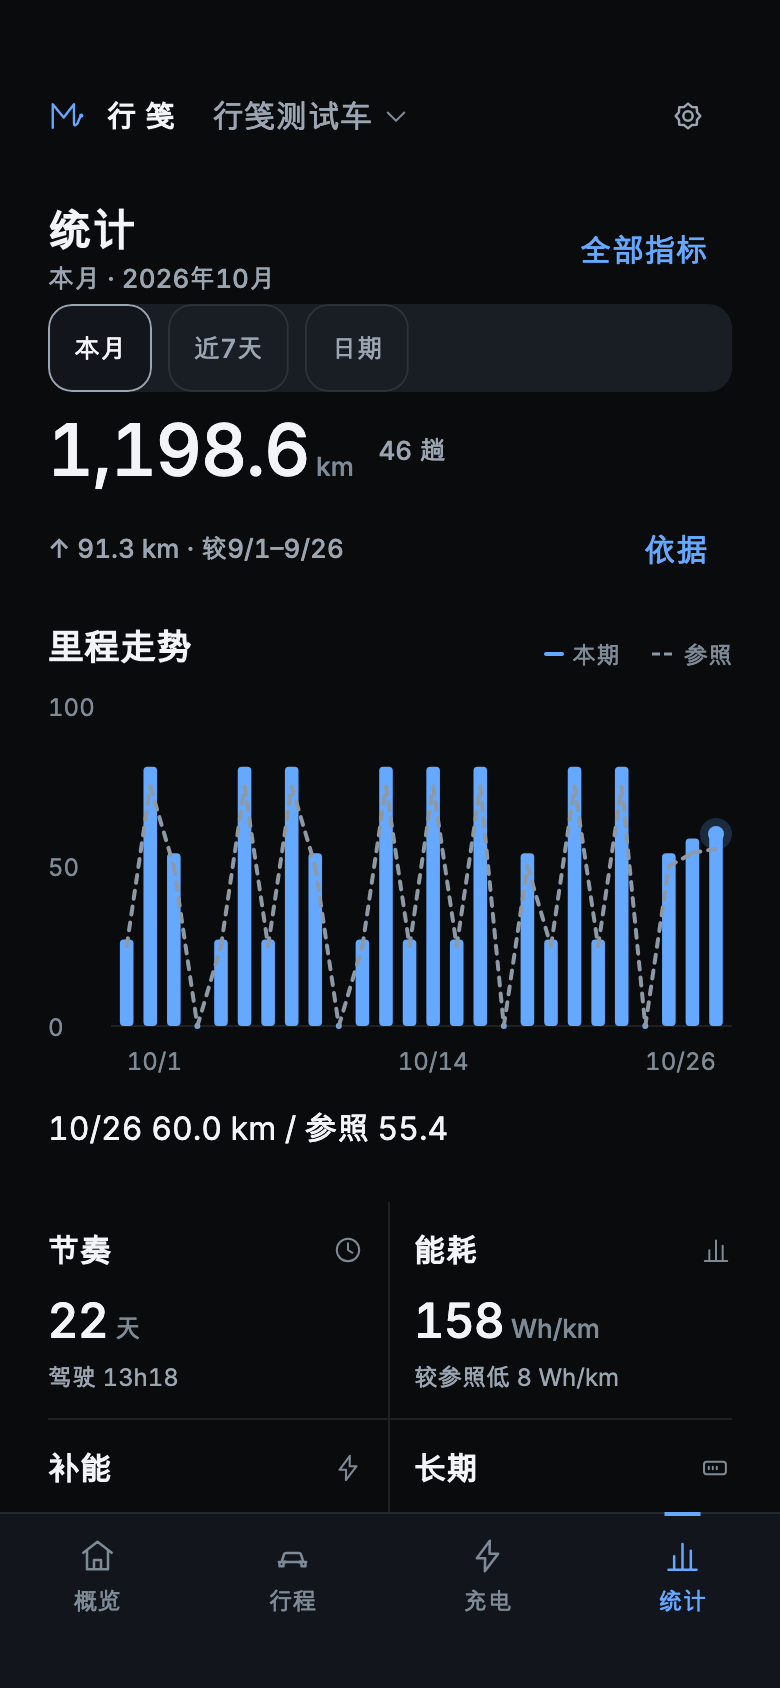 行笺 行笺测试车
统计
全部指标
本月 · 2026年10月
本月 近7天 日期
1,198.6 km 46 趟
↑ 91.3 km · 较9/1–9/26 依据
里程走势 本期 参照
100
50
0
10/1 10/14 10/26
10/26 60.0 km / 参照 55.4
节奏 能耗
22 天 158 Wh/km
驾驶 13h18 较参照低 8 Wh/km
补能 长期
概览 行程 充电 统计